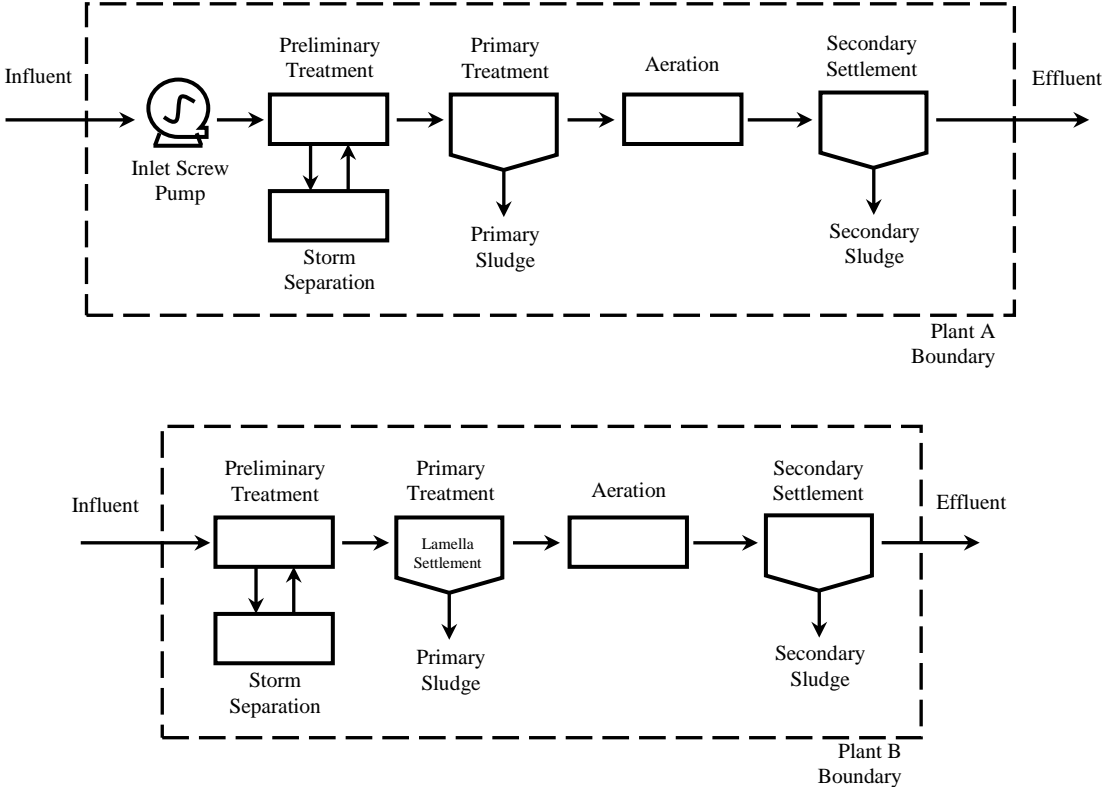 Influent
Inlet Screw
Pump
Preliminary
Treatment
Storm
Separation
Primary
Treatment
Primary
Sludge
Aeration
Secondary
Settlement
Secondary
Sludge
Effluent
Plant A
Boundary
Influent
Preliminary
Treatment
Storm
Separation
Primary
Treatment
Lamella
Settlement
Primary
Sludge
Aeration
Secondary
Settlement
Secondary
Sludge
Effluent
Plant B
Boundary